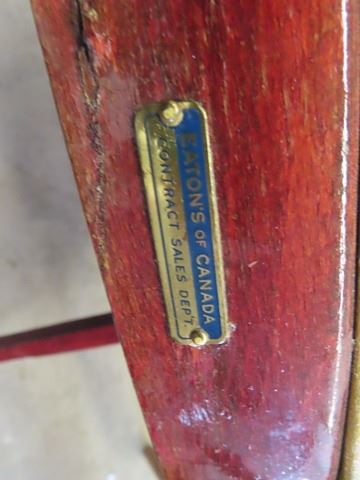 EATON'S OF CANADA
CONTRACT SALES DEP'T.